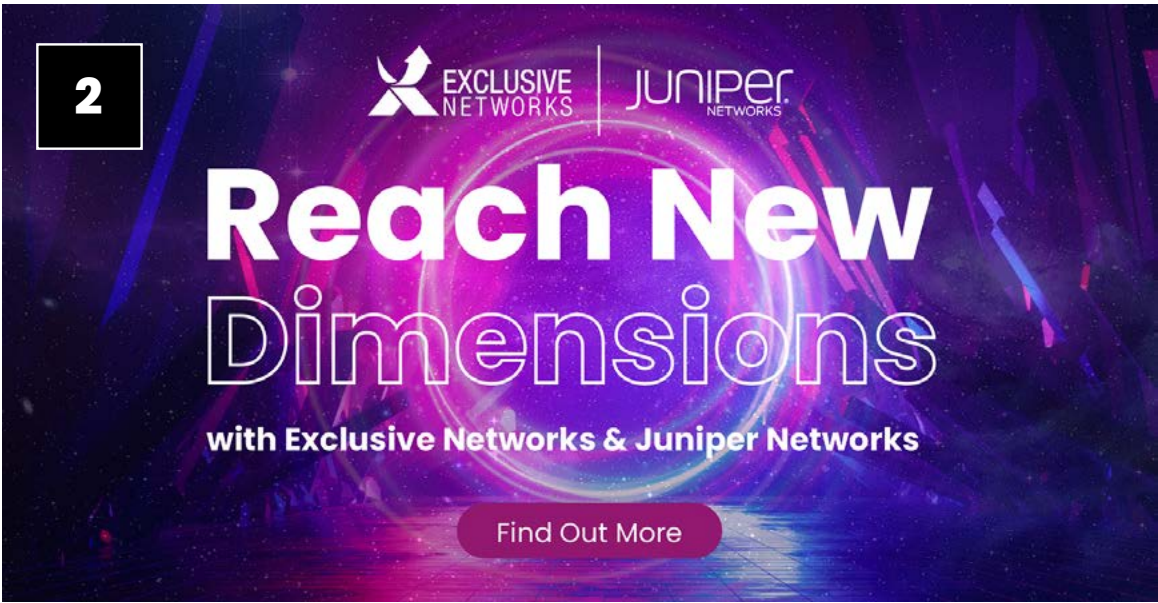 2
EXCLUSIVE
NETWORKS
JUNIPER
NETWORKS
Reach New
Dimensions
with Exclusive Networks & Juniper Networks
Find Out More